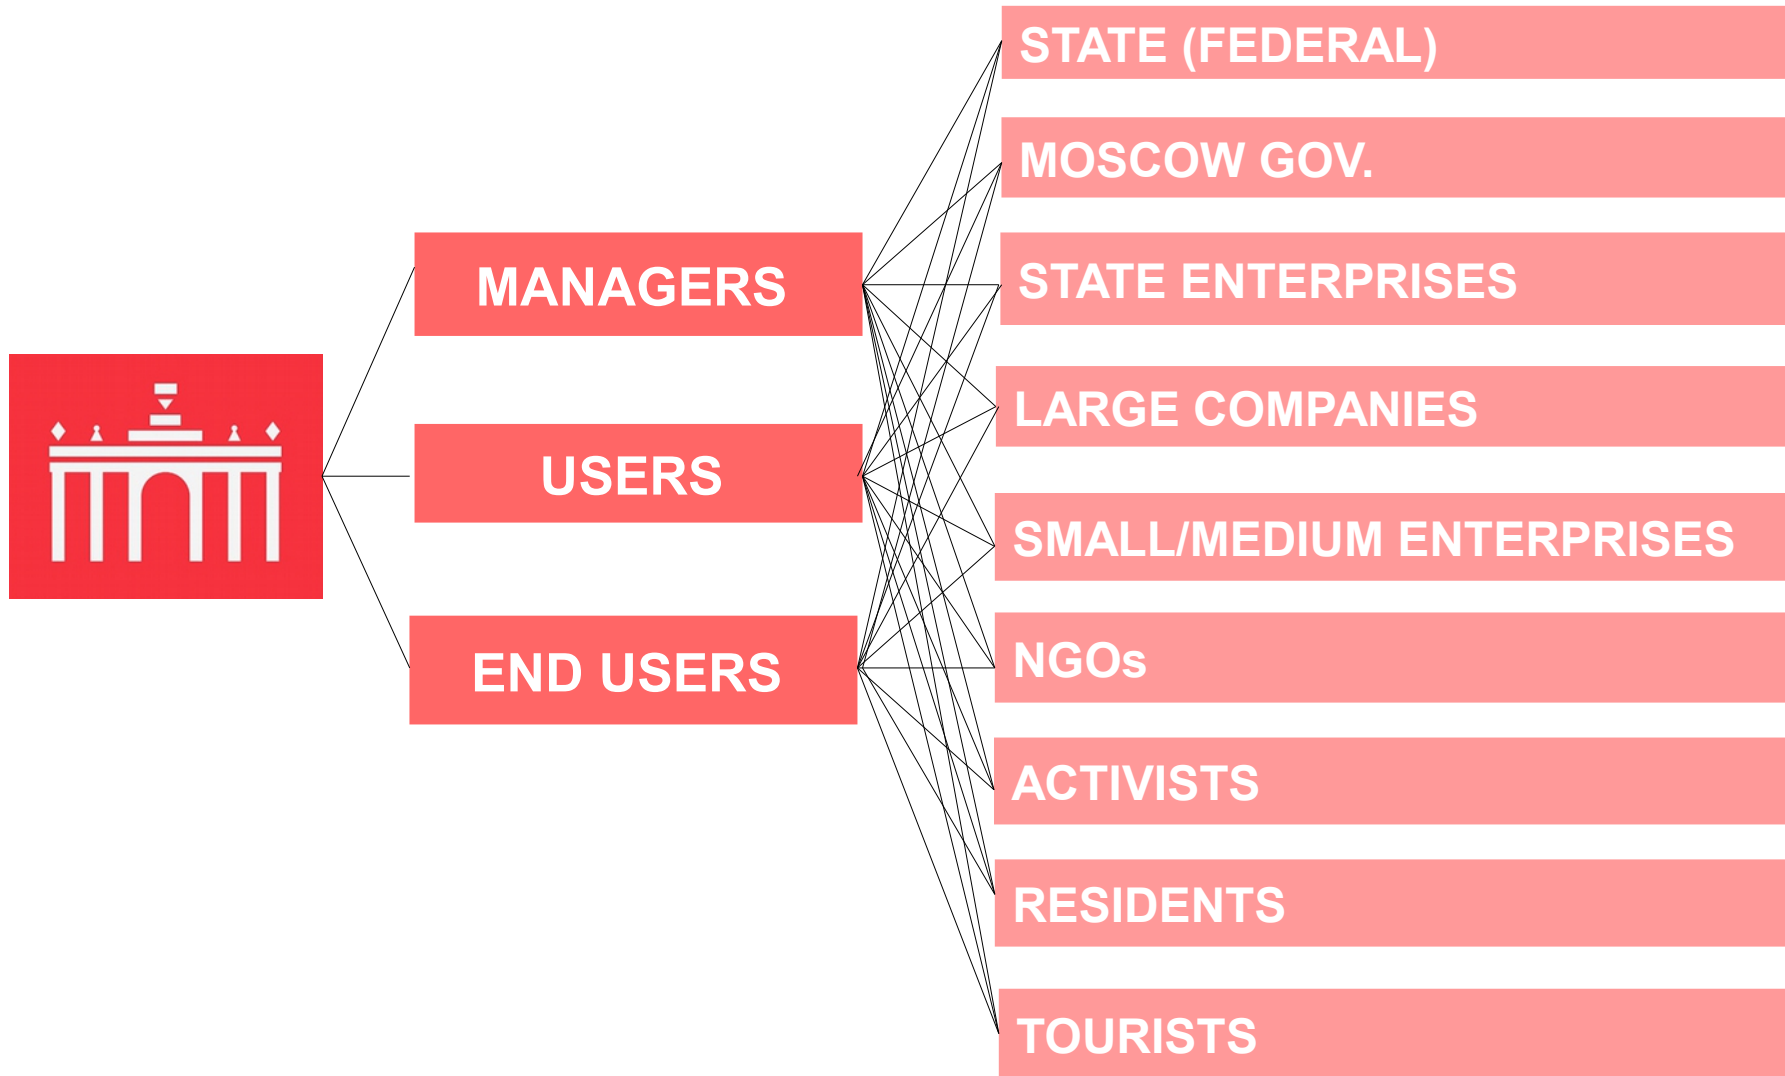 STATE (FEDERAL)
MOSCOW GOV.
MANAGERS
STATE ENTERPRISES
LARGE COMPANIES
USERS
SMALL/MEDIUM ENTERPRISES
END USERS
NGOs
ACTIVISTS
RESIDENTS
TOURISTS